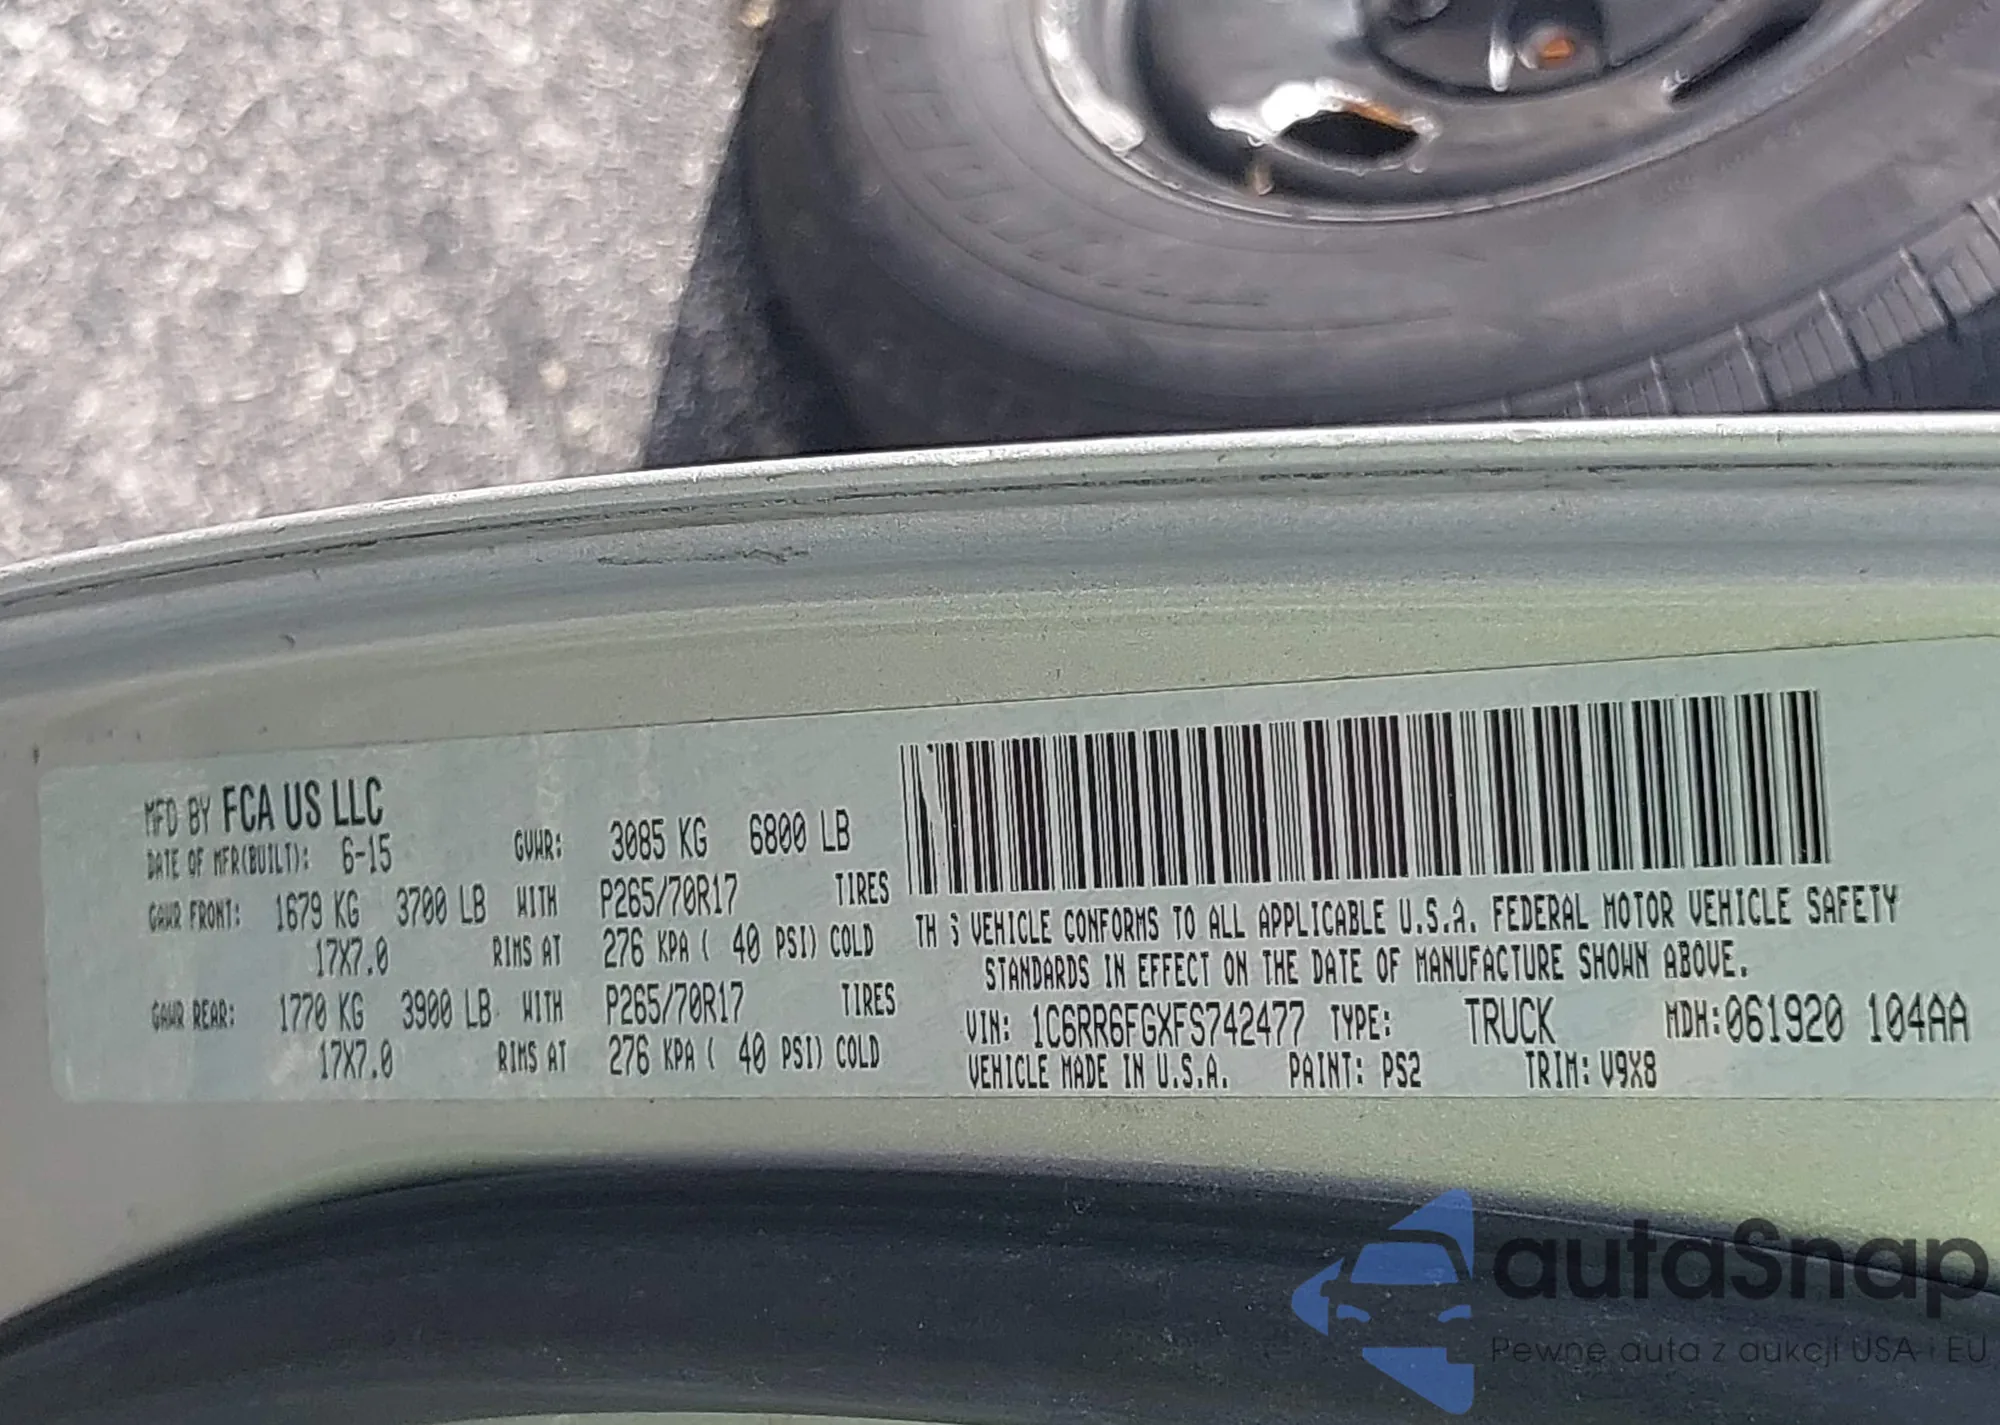 MFD BY FCA US LLC
DATE OF MFR(BUILT): 6-15 GVWR: 3085 KG 6800 LB
GAWR FRONT: 1679 KG 3700 LB WITH P265/70R17 TIRES
17X7.0 RIMS AT 276 KPA ( 40 PSI) COLD
GAWR REAR: 1770 KG 3900 LB WITH P265/70R17 TIRES
17X7.0 RIMS AT 276 KPA ( 40 PSI) COLD
TH S VEHICLE CONFORMS TO ALL APPLICABLE U.S.A. FEDERAL MOTOR VEHICLE SAFETY
STANDARDS IN EFFECT ON THE DATE OF MANUFACTURE SHOWN ABOVE.
VIN: 1C6RR6FGXFS742477 TYPE: TRUCK MDH:061920 104AA
VEHICLE MADE IN U.S.A. PAINT: PS2 TRIM: V9X8
autaSnap
Pewne auta z aukcji USA i EU